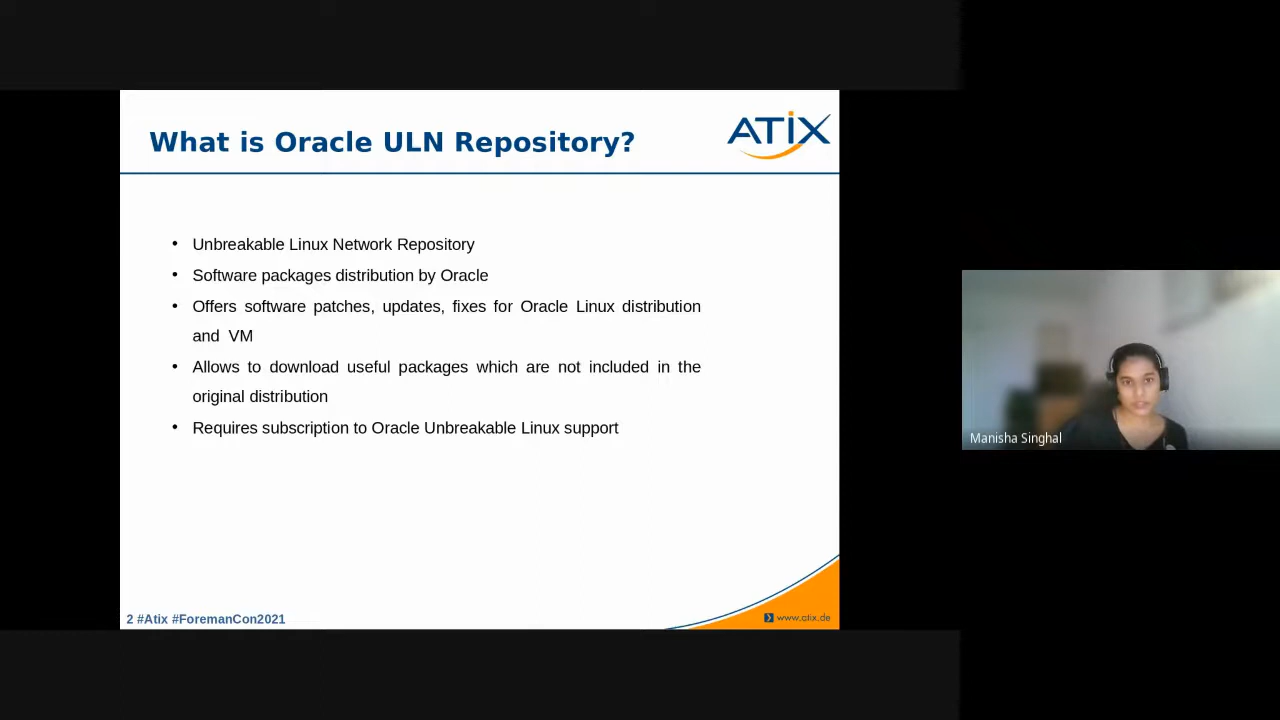 What is Oracle ULN Repository?
ATIX
• Unbreakable Linux Network Repository
• Software packages distribution by Oracle
• Offers software patches, updates, fixes for Oracle Linux distribution
and VM
• Allows to download useful packages which are not included in the
original distribution
• Requires subscription to Oracle Unbreakable Linux support
Manisha Singhal
2 #Atix #ForemanCon2021
www.atix.de